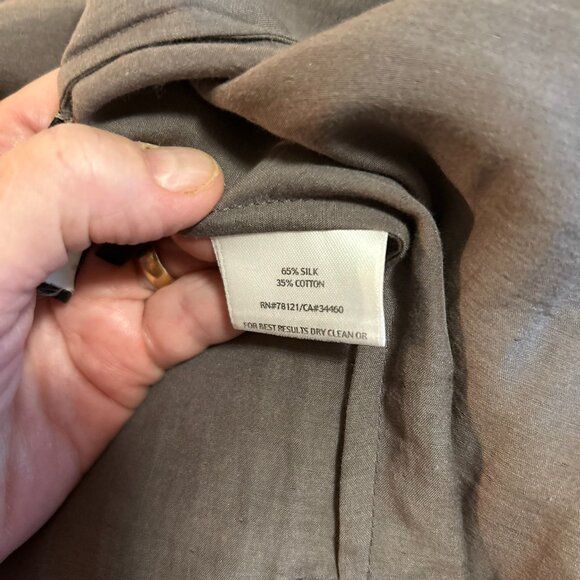 65% SILK
35% COTTON
RN#78121/CA#34460
FOR BEST RESULTS DRY CLEAN OR